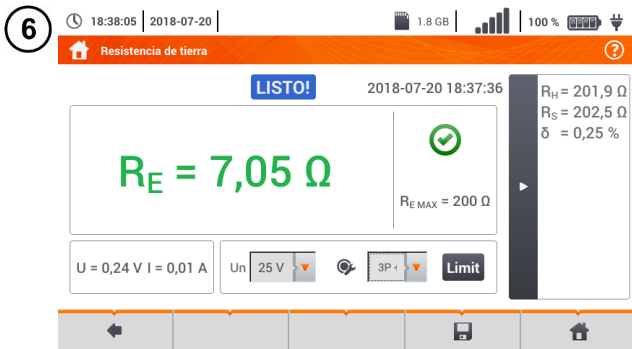 6
18:38:05 2018-07-20 1.8 GB 100 %
Resistencia de tierra ?
LISTO! 2018-07-20 18:37:36
RE = 7,05 Ω
RE MAX = 200 Ω
RH = 201,9 Ω
RS = 202,5 Ω
δ = 0,25 %
U = 0,24 V I = 0,01 A
Un 25 V 3P+ Limit